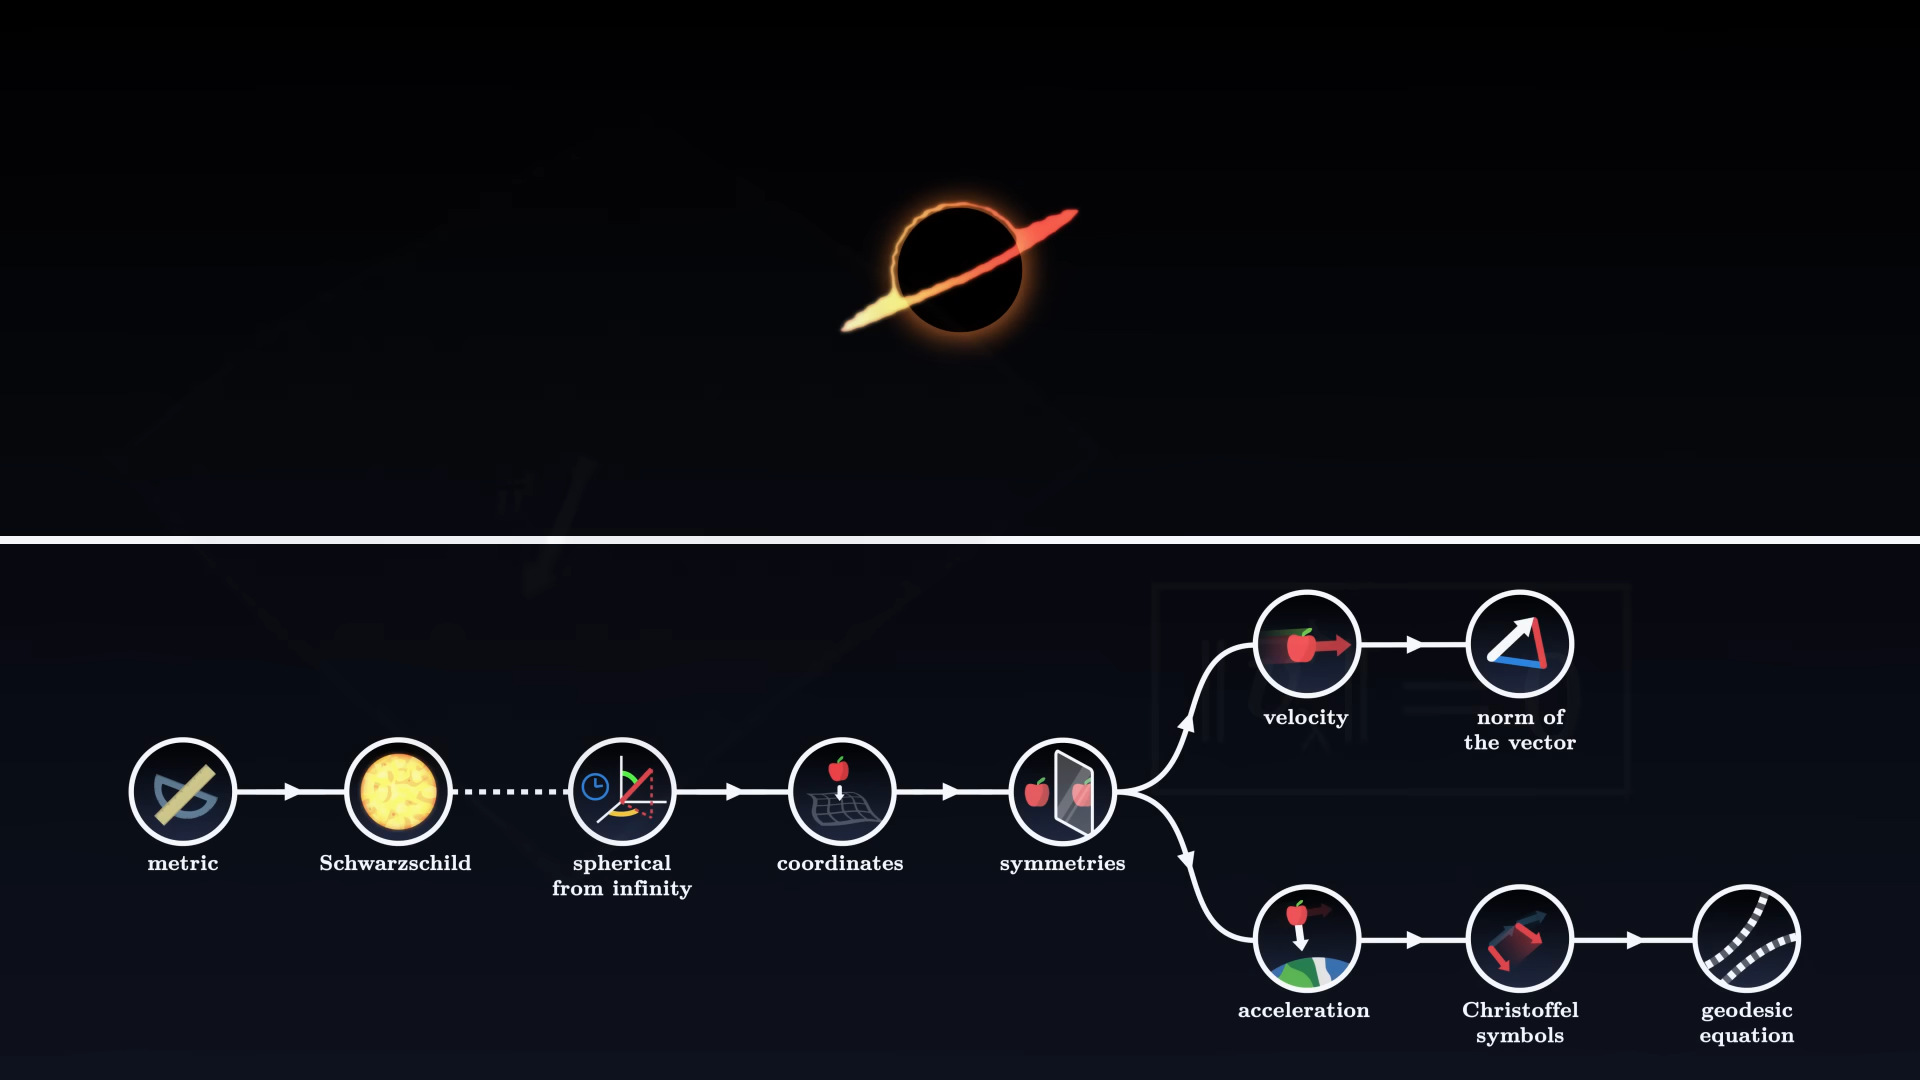 metric
Schwarzschild
spherical
from infinity
coordinates
symmetries
velocity
norm of
the vector
acceleration
Christoffel
symbols
geodesic
equation